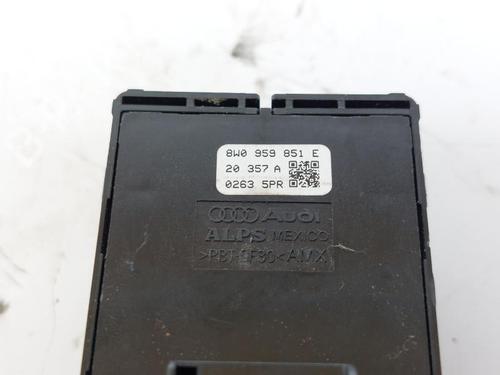 8W0 959 851 E
20 357 A
0263 5PR
Audi
ALPS MEXICO
>PBT-GF30< AMX